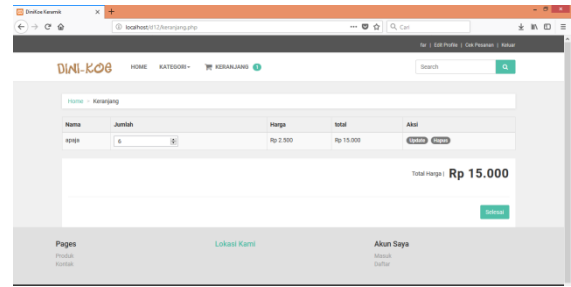 DiniKoe Keramik
localhost/d12/keranjang.php
Cari
tar | Edit Profile | Cek Pesanan | Keluar
DINI-KOE
HOME KATEGORI KERANJANG 1
Search
Home > Keranjang
Nama Jumlah Harga total Aksi
apaja 6 Rp 2.500 Rp 15.000 Update Hapus
Total Harga : Rp 15.000
Selesai
Pages Lokasi Kami Akun Saya
Produk Masuk
Kontak Daftar